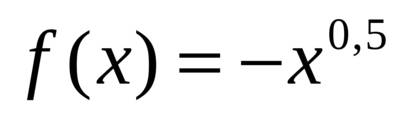 f(x) = −x^{0,5}